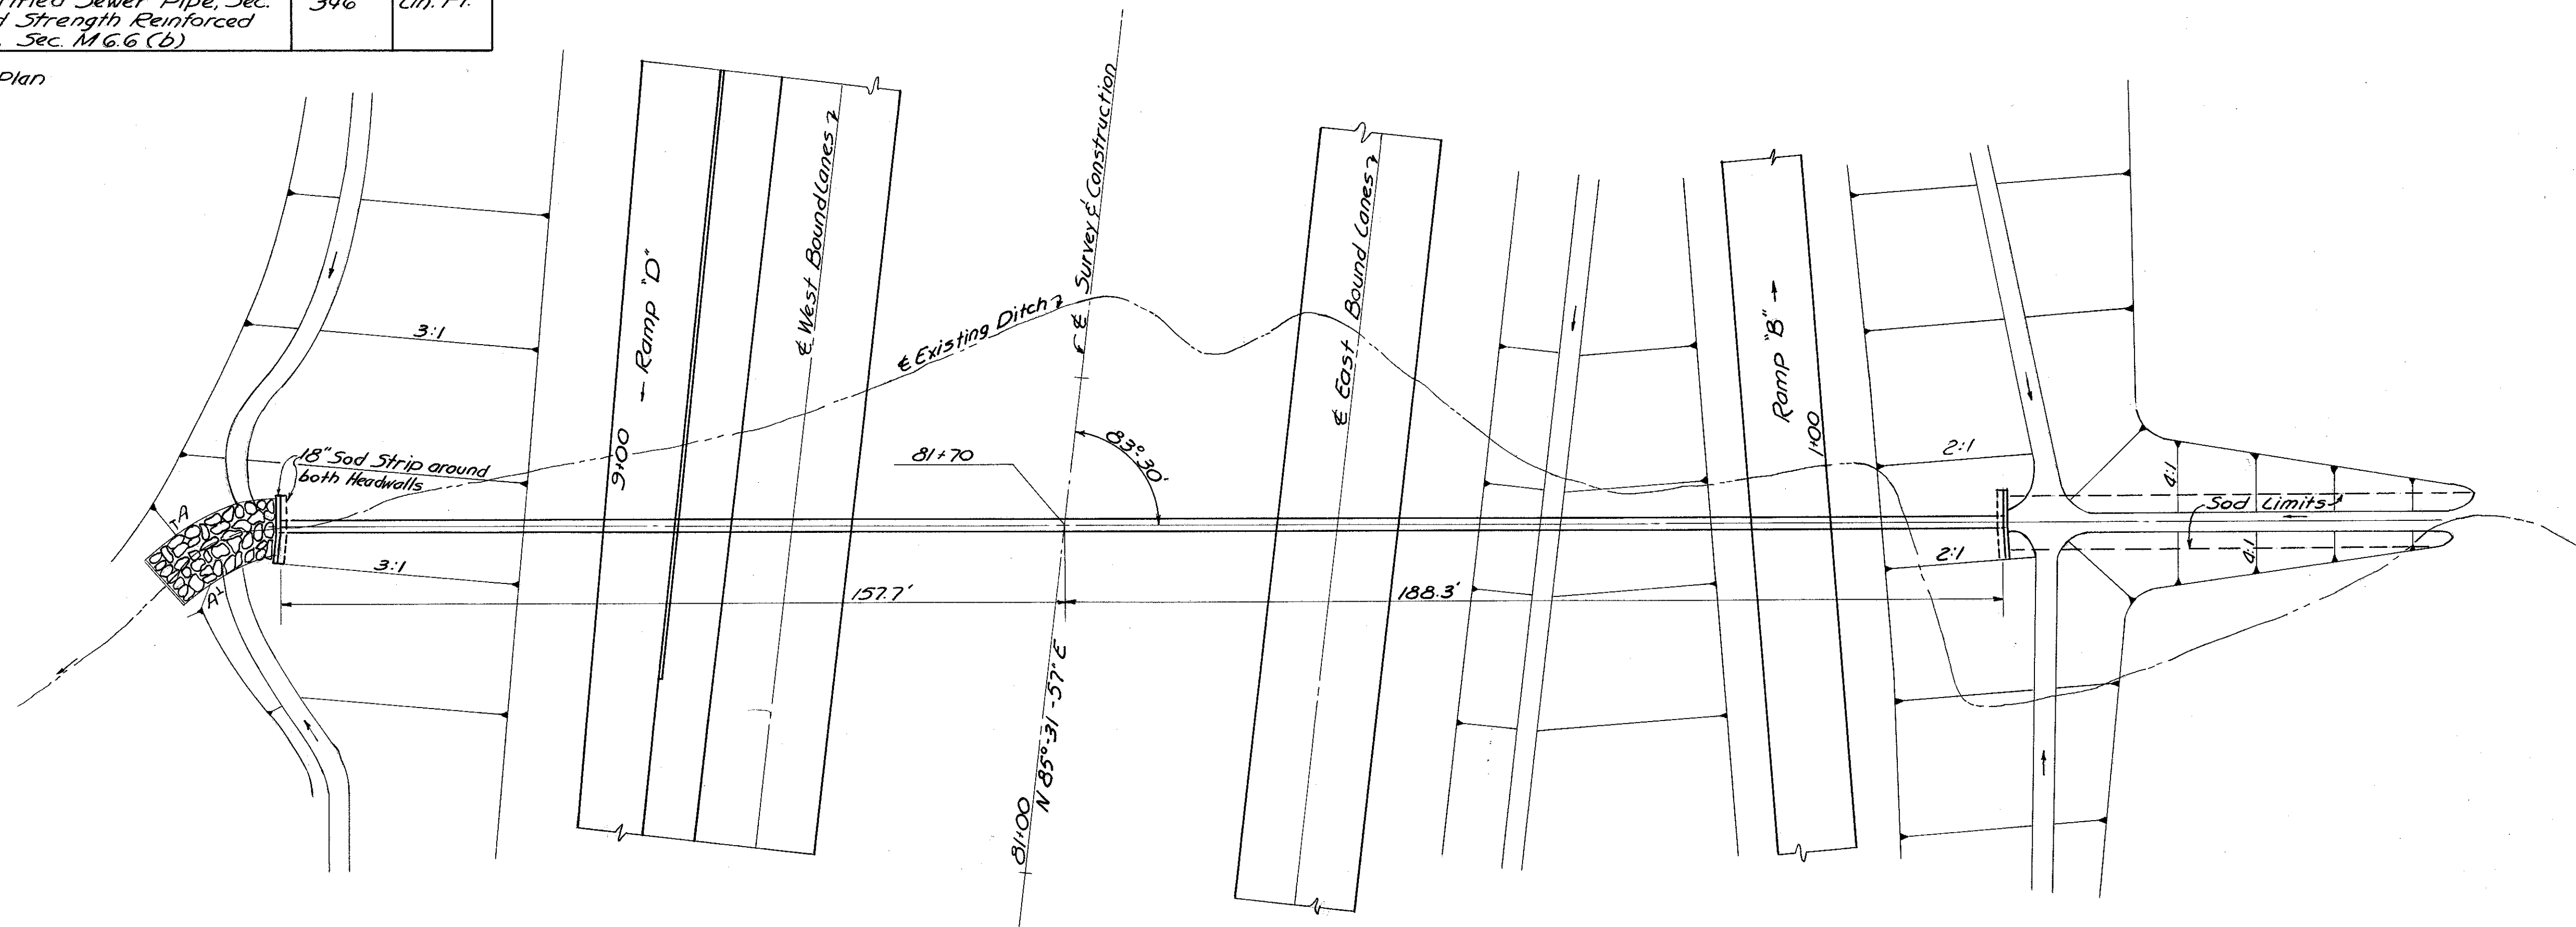 trified Sewer Pipe, Sec.
d Strength Reinforced
. Sec. M 6.6 (b)
346
Lin. Ft.
Plan
3:1
18" Sod Strip around
both Headwalls
A
A
3:1
9+00
← Ramp "D"
℄ West Bound Lanes
℄ Existing Ditch
℄ Survey & Construction
81+70
83°-30'
157.7'
188.3'
N 85°-31'-57" E
81+00
℄ East Bound Lanes
Ramp "B" →
1+00
2:1
2:1
4:1
Sod Limits
4:1